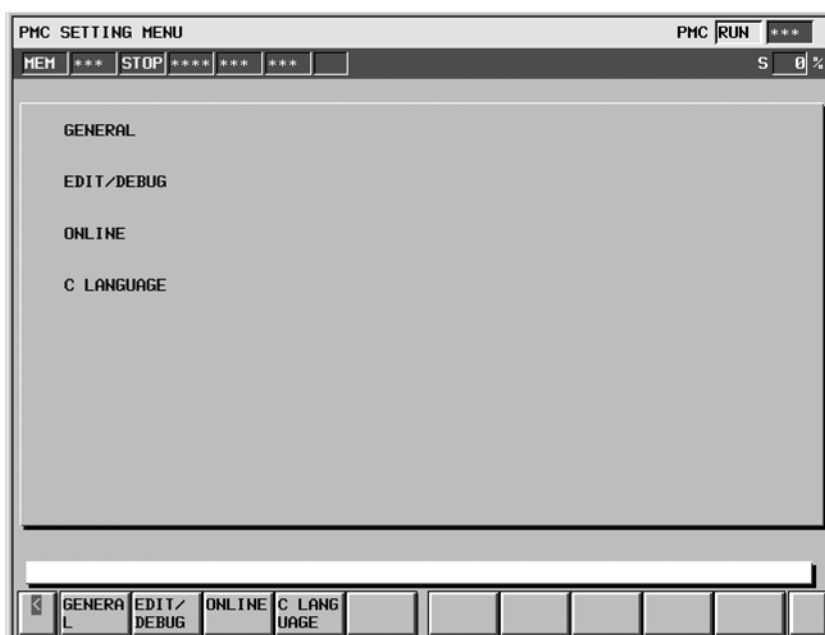 PMC SETTING MENU PMC RUN ***
MEM *** STOP **** *** *** S 0 %
GENERAL
EDIT/DEBUG
ONLINE
C LANGUAGE
< GENERA EDIT/ ONLINE C LANG
L DEBUG UAGE